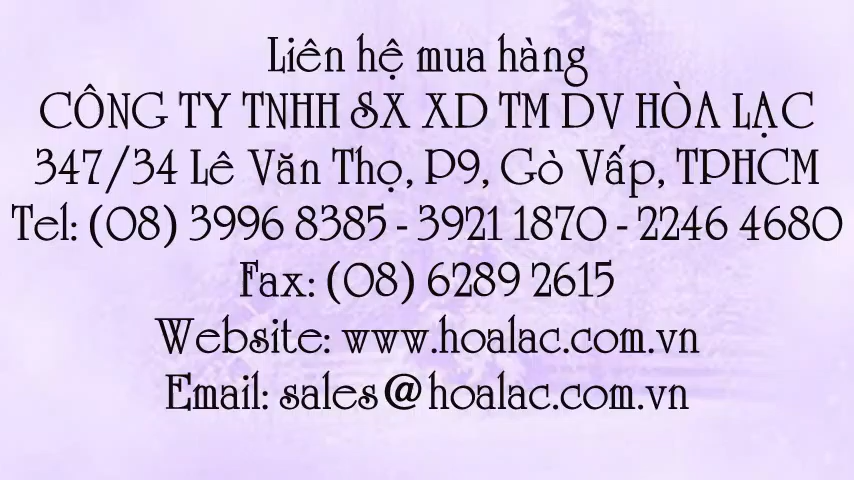 Liên hệ mua hàng
CÔNG TY TNHH SX XD TM DV HÒA LẠC
347/34 Lê Văn Thọ, P9, Gò Vấp, TPHCM
Tel: (08) 3996 8385 - 3921 1870 - 2246 4680
Fax: (08) 6289 2615
Website: www.hoalac.com.vn
Email: sales@hoalac.com.vn